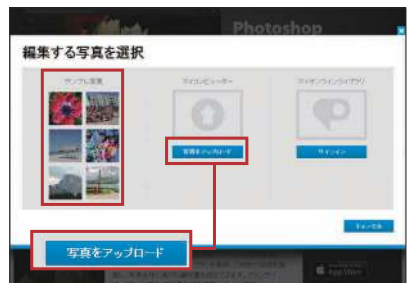 Photoshop
編集する写真を選択
サンプル写真
マイコンピューター
マイオンラインライブラリ
写真をアップロード
サインイン
キャンセル
写真をアップロード
App Store